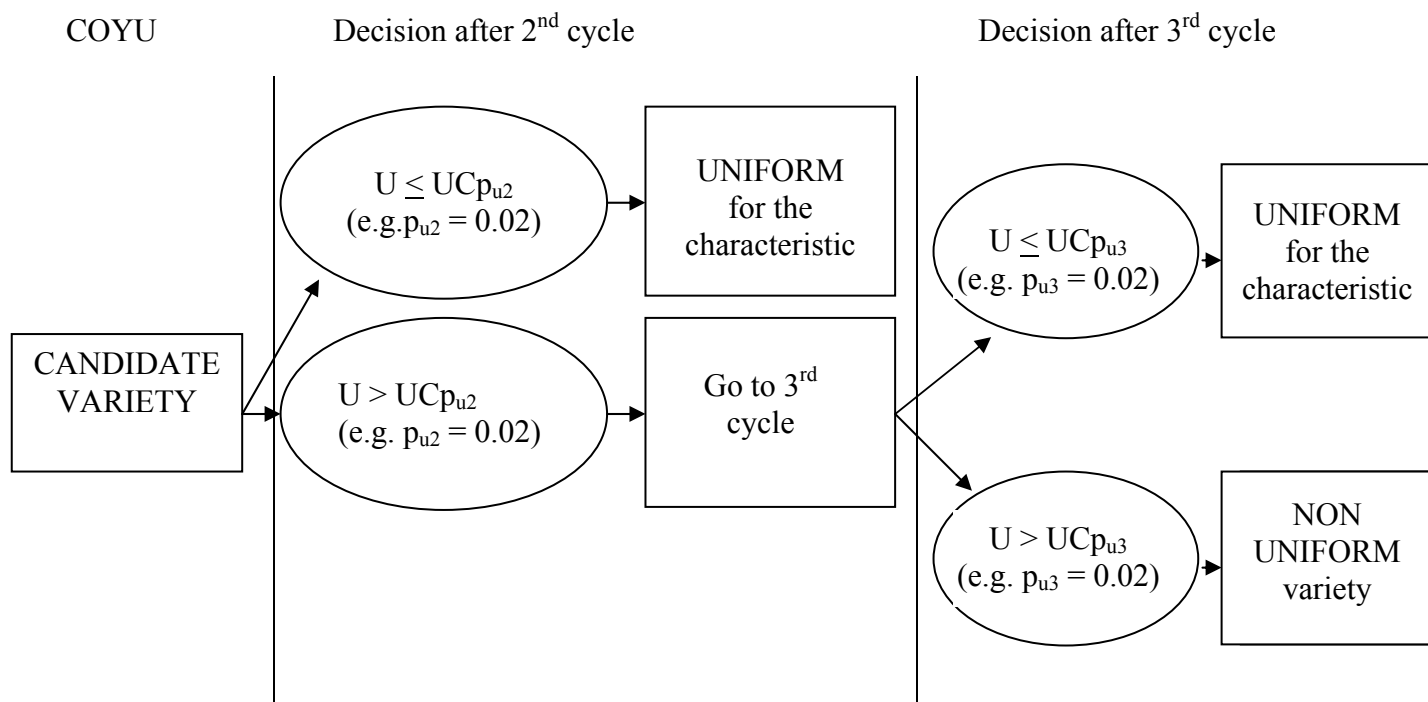 COYU
Decision after 2nd cycle
Decision after 3rd cycle
U ≤ UCpu2
(e.g.pu2 = 0.02)
UNIFORM
for the
characteristic
U ≤ UCpu3
(e.g. pu3 = 0.02)
UNIFORM
for the
characteristic
CANDIDATE
VARIETY
U > UCpu2
(e.g. pu2 = 0.02)
Go to 3rd
cycle
U > UCpu3
(e.g. pu3 = 0.02)
NON
UNIFORM
variety